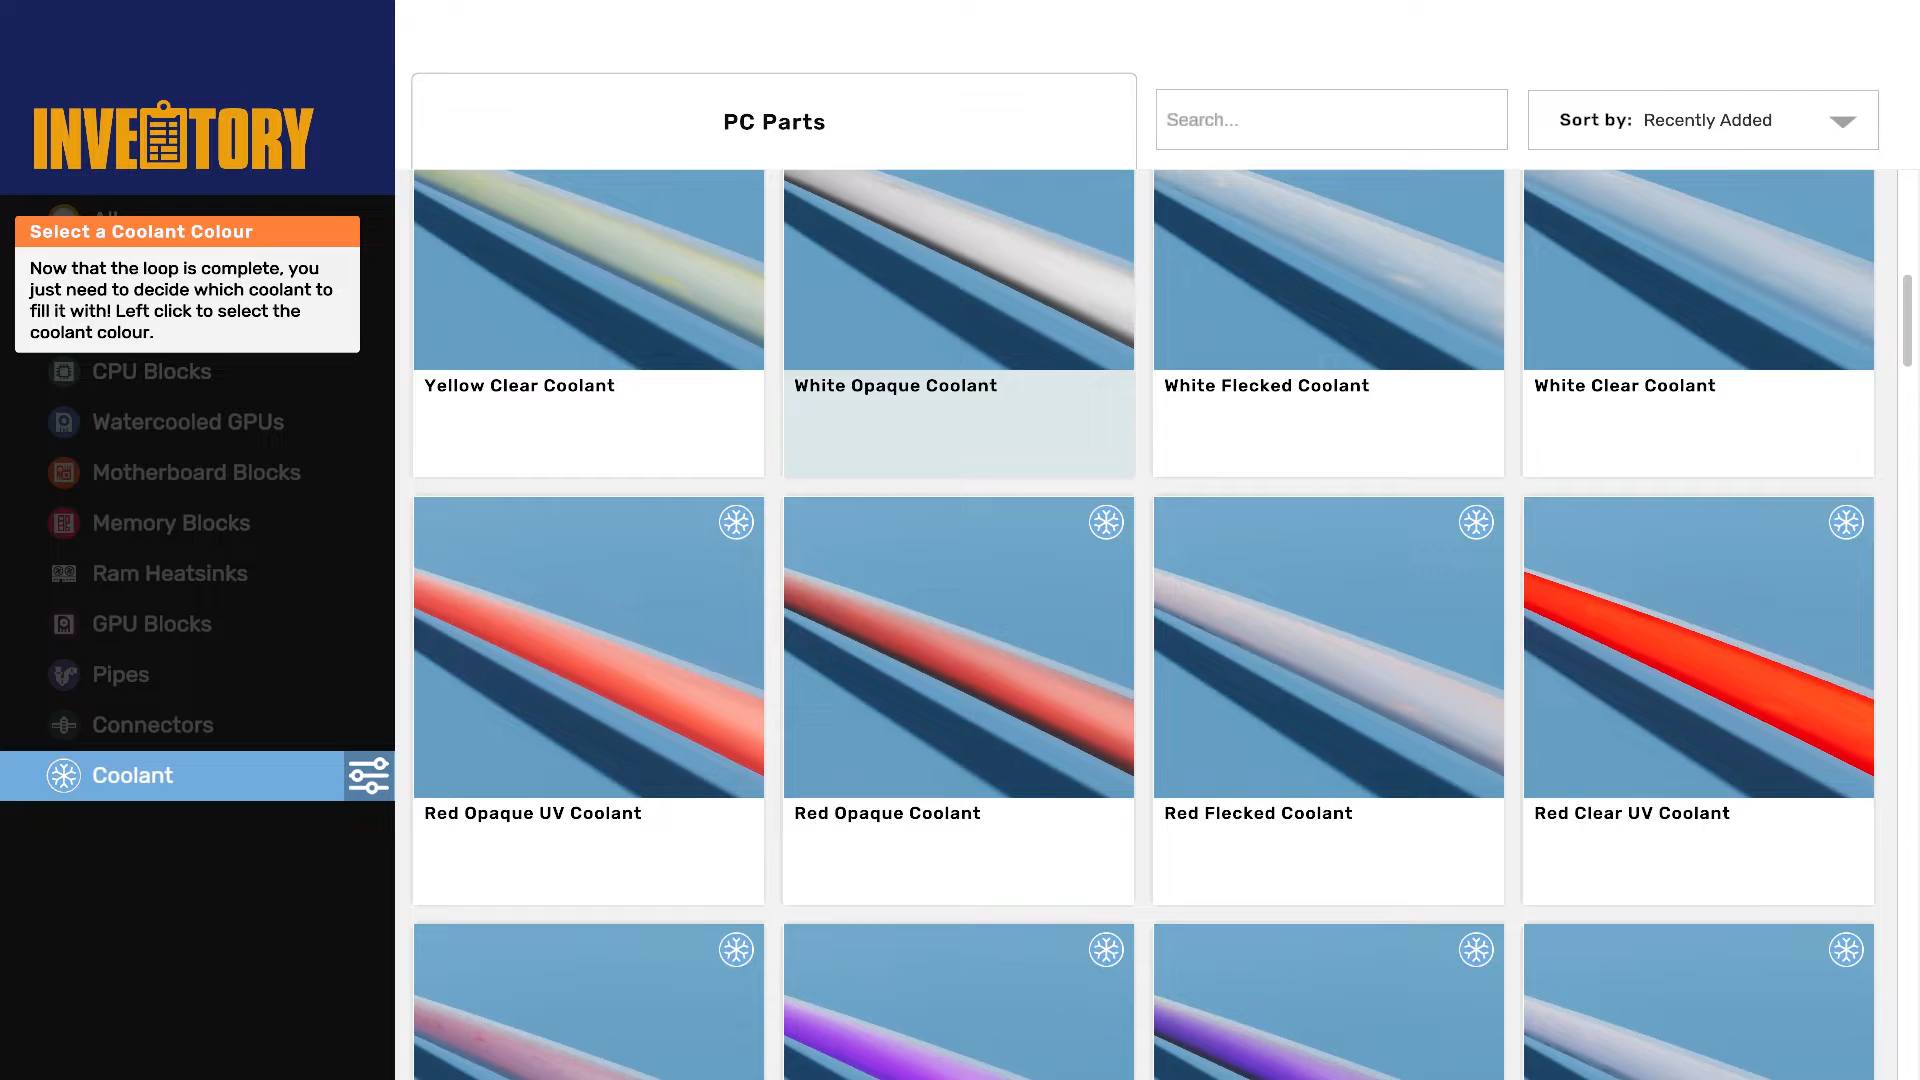 INVENTORY
PC Parts
Search...
Sort by: Recently Added
Select a Coolant Colour
Now that the loop is complete, you
just need to decide which coolant to
fill it with! Left click to select the
coolant colour.
CPU Blocks
Watercooled GPUs
Motherboard Blocks
Memory Blocks
Ram Heatsinks
GPU Blocks
Pipes
Connectors
Coolant
Yellow Clear Coolant
White Opaque Coolant
White Flecked Coolant
White Clear Coolant
Red Opaque UV Coolant
Red Opaque Coolant
Red Flecked Coolant
Red Clear UV Coolant